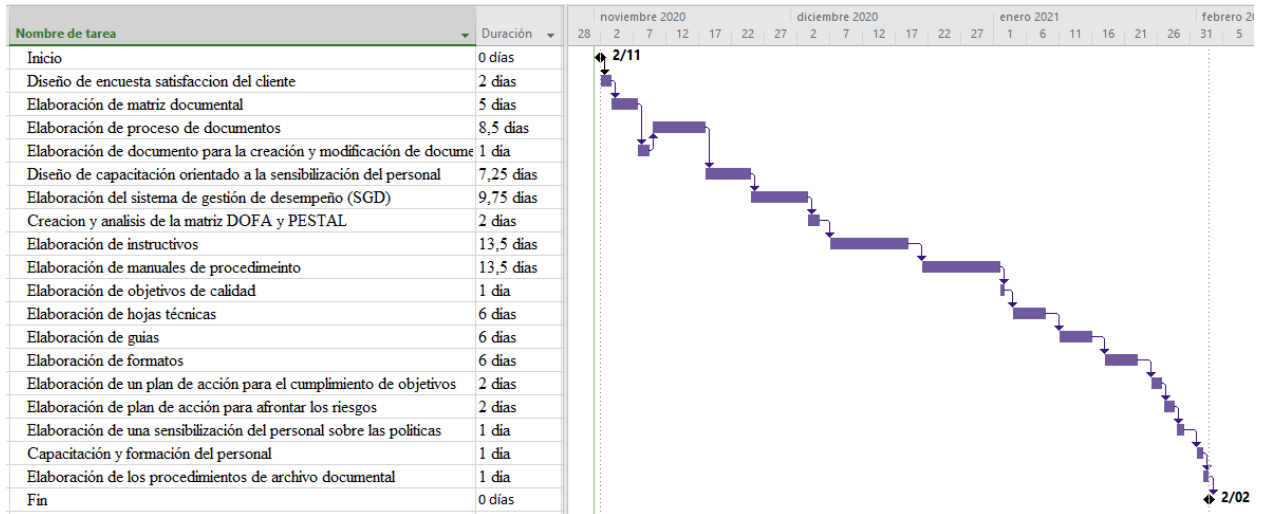 noviembre 2020 diciembre 2020 enero 2021 febrero 20
Nombre de tarea Duración 28 2 7 12 17 22 27 2 7 12 17 22 27 1 6 11 16 21 26 31 5
Inicio 0 días 2/11
Diseño de encuesta satisfaccion del cliente 2 días
Elaboración de matriz documental 5 días
Elaboración de proceso de documentos 8,5 días
Elaboración de documento para la creación y modificación de docume 1 día
Diseño de capacitación orientado a la sensibilización del personal 7,25 días
Elaboración del sistema de gestión de desempeño (SGD) 9,75 días
Creacion y analisis de la matriz DOFA y PESTAL 2 días
Elaboración de instructivos 13,5 días
Elaboración de manuales de procedimeinto 13,5 días
Elaboración de objetivos de calidad 1 día
Elaboración de hojas técnicas 6 días
Elaboración de guias 6 días
Elaboración de formatos 6 días
Elaboración de un plan de acción para el cumplimiento de objetivos 2 días
Elaboración de plan de acción para afrontar los riesgos 2 días
Elaboración de una sensibilización del personal sobre las politicas 1 día
Capacitación y formación del personal 1 día
Elaboración de los procedimientos de archivo documental 1 día
Fin 0 días 2/02